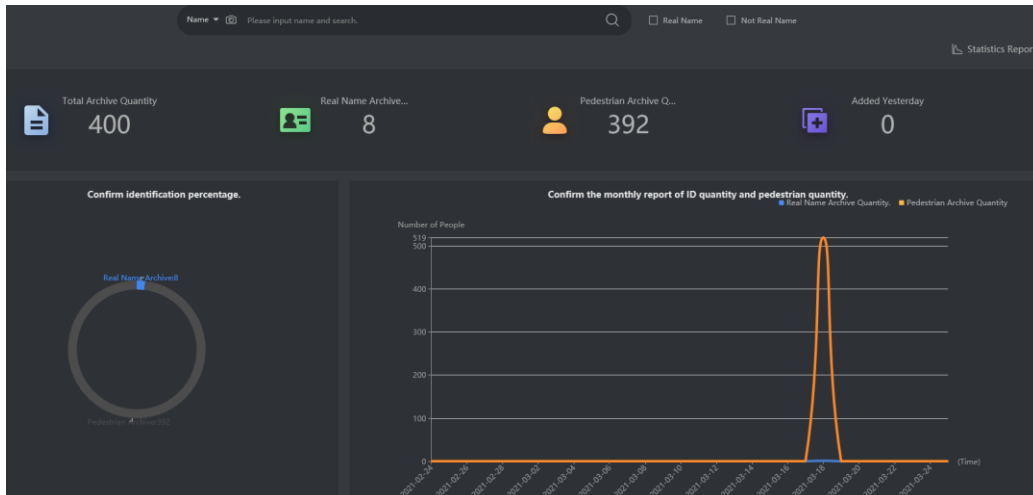 Name
Please input name and search.
Real Name
Not Real Name
Statistics Repor
Total Archive Quantity
400
Real Name Archive...
8
Pedestrian Archive Q...
392
Added Yesterday
0
Confirm identification percentage.
Real Name Archive:8
Pedestrian Archive:392
Confirm the monthly report of ID quantity and pedestrian quantity.
Real Name Archive Quantity.
Pedestrian Archive Quantity
Number of People
519
500
400
300
200
100
0
2021-02-24
2021-02-26
2021-02-28
2021-03-02
2021-03-04
2021-03-06
2021-03-08
2021-03-10
2021-03-12
2021-03-14
2021-03-16
2021-03-18
2021-03-20
2021-03-22
2021-03-24
(Time)